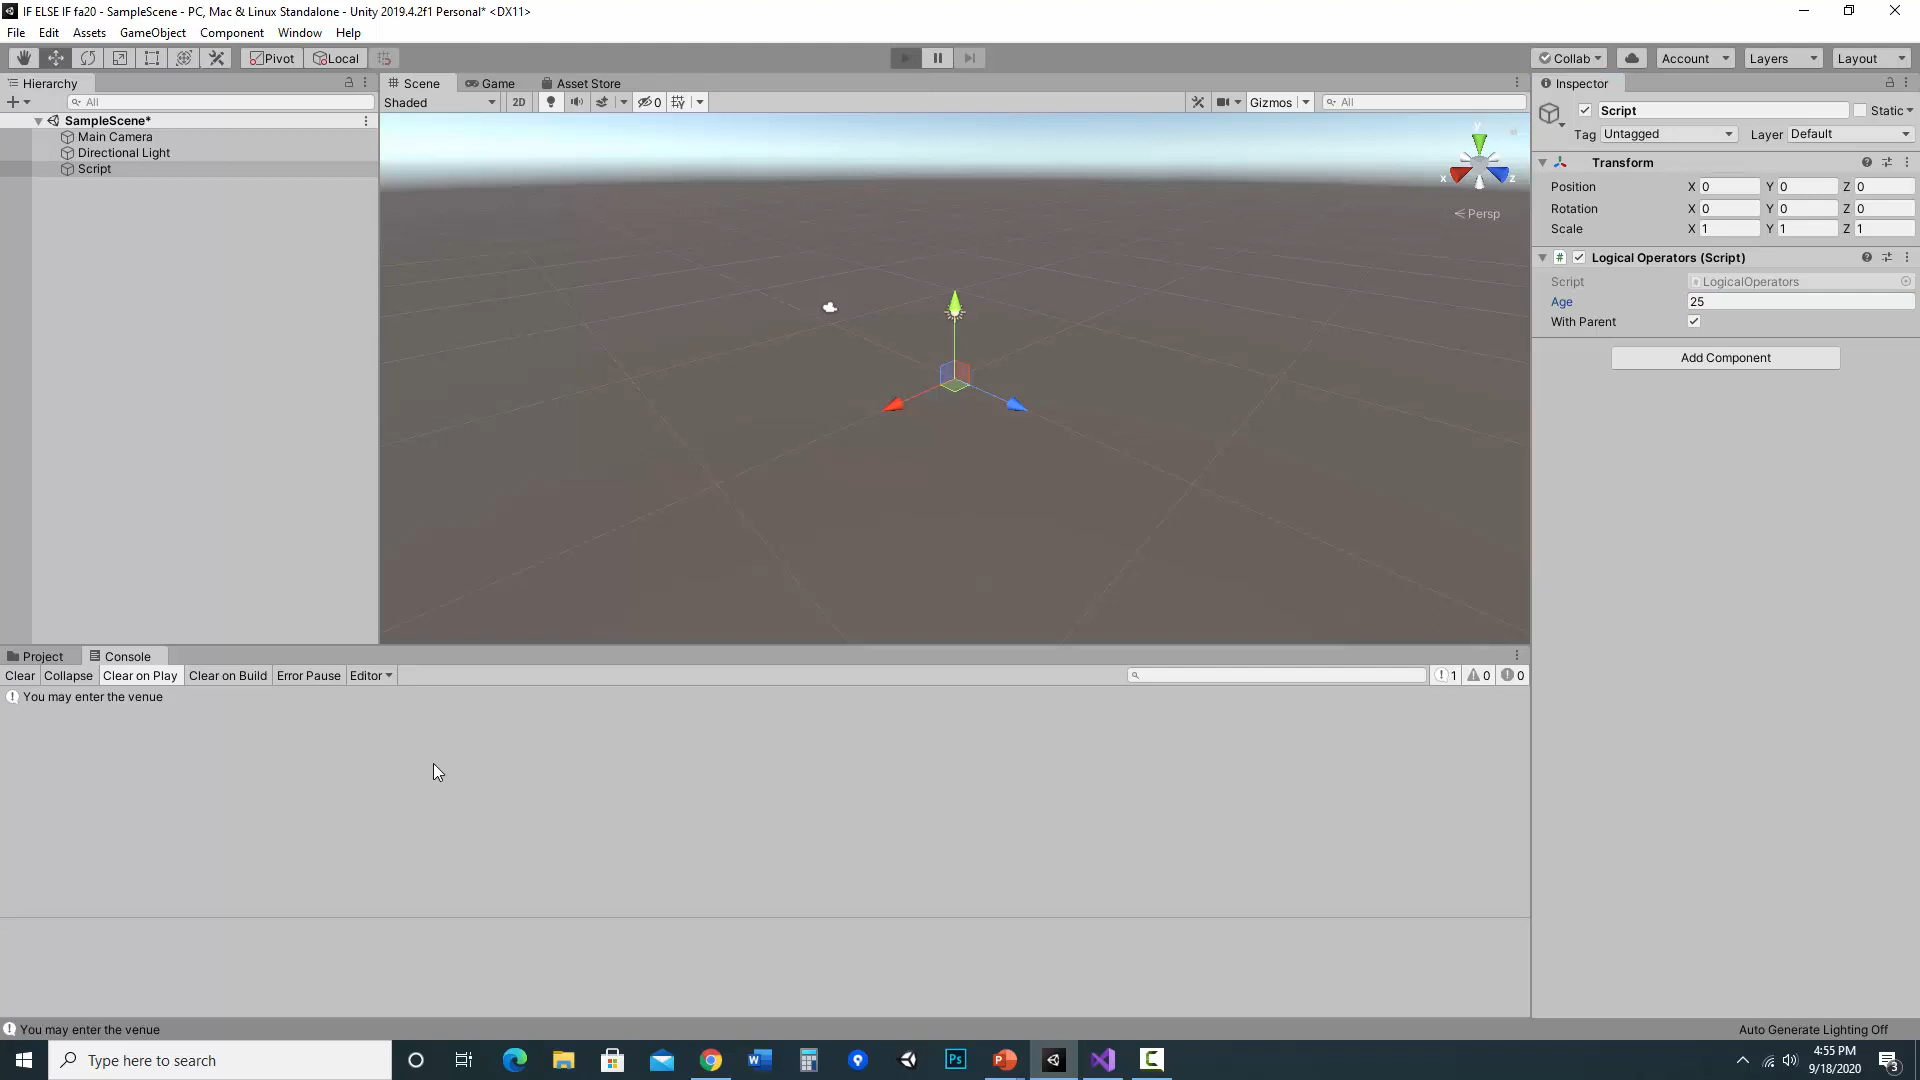 IF ELSE IF fa20 - SampleScene - PC, Mac & Linux Standalone - Unity 2019.4.2f1 Personal* <DX11>
File Edit Assets GameObject Component Window Help
Pivot Local Collab Account Layers Layout
Hierarchy
All
SampleScene*
Main Camera
Directional Light
Script
Scene Game Asset Store
Shaded 2D 0 Gizmos All
y
x z
Persp
Inspector
Script Static
Tag Untagged Layer Default
Transform
Position X 0 Y 0 Z 0
Rotation X 0 Y 0 Z 0
Scale X 1 Y 1 Z 1
# Logical Operators (Script)
Script LogicalOperators
Age 25
With Parent
Add Component
Project Console
Clear Collapse Clear on Play Clear on Build Error Pause Editor 1 0 0
You may enter the venue
You may enter the venue
Auto Generate Lighting Off
Type here to search
W Ps P C
4:55 PM
9/18/2020
3